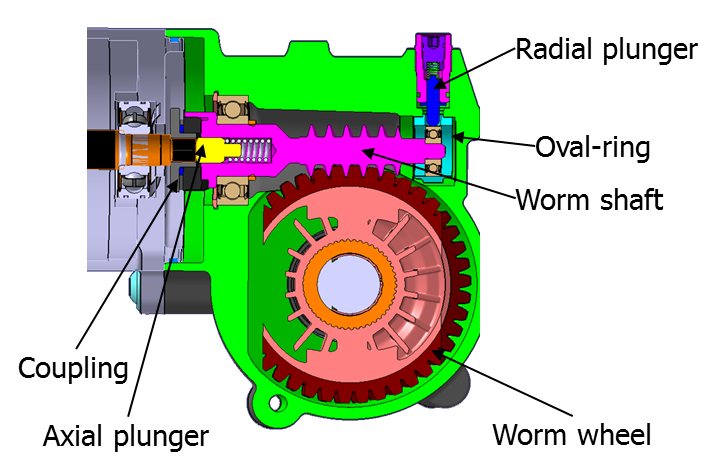 Radial plunger
Oval-ring
Worm shaft
Coupling
Axial plunger
Worm wheel